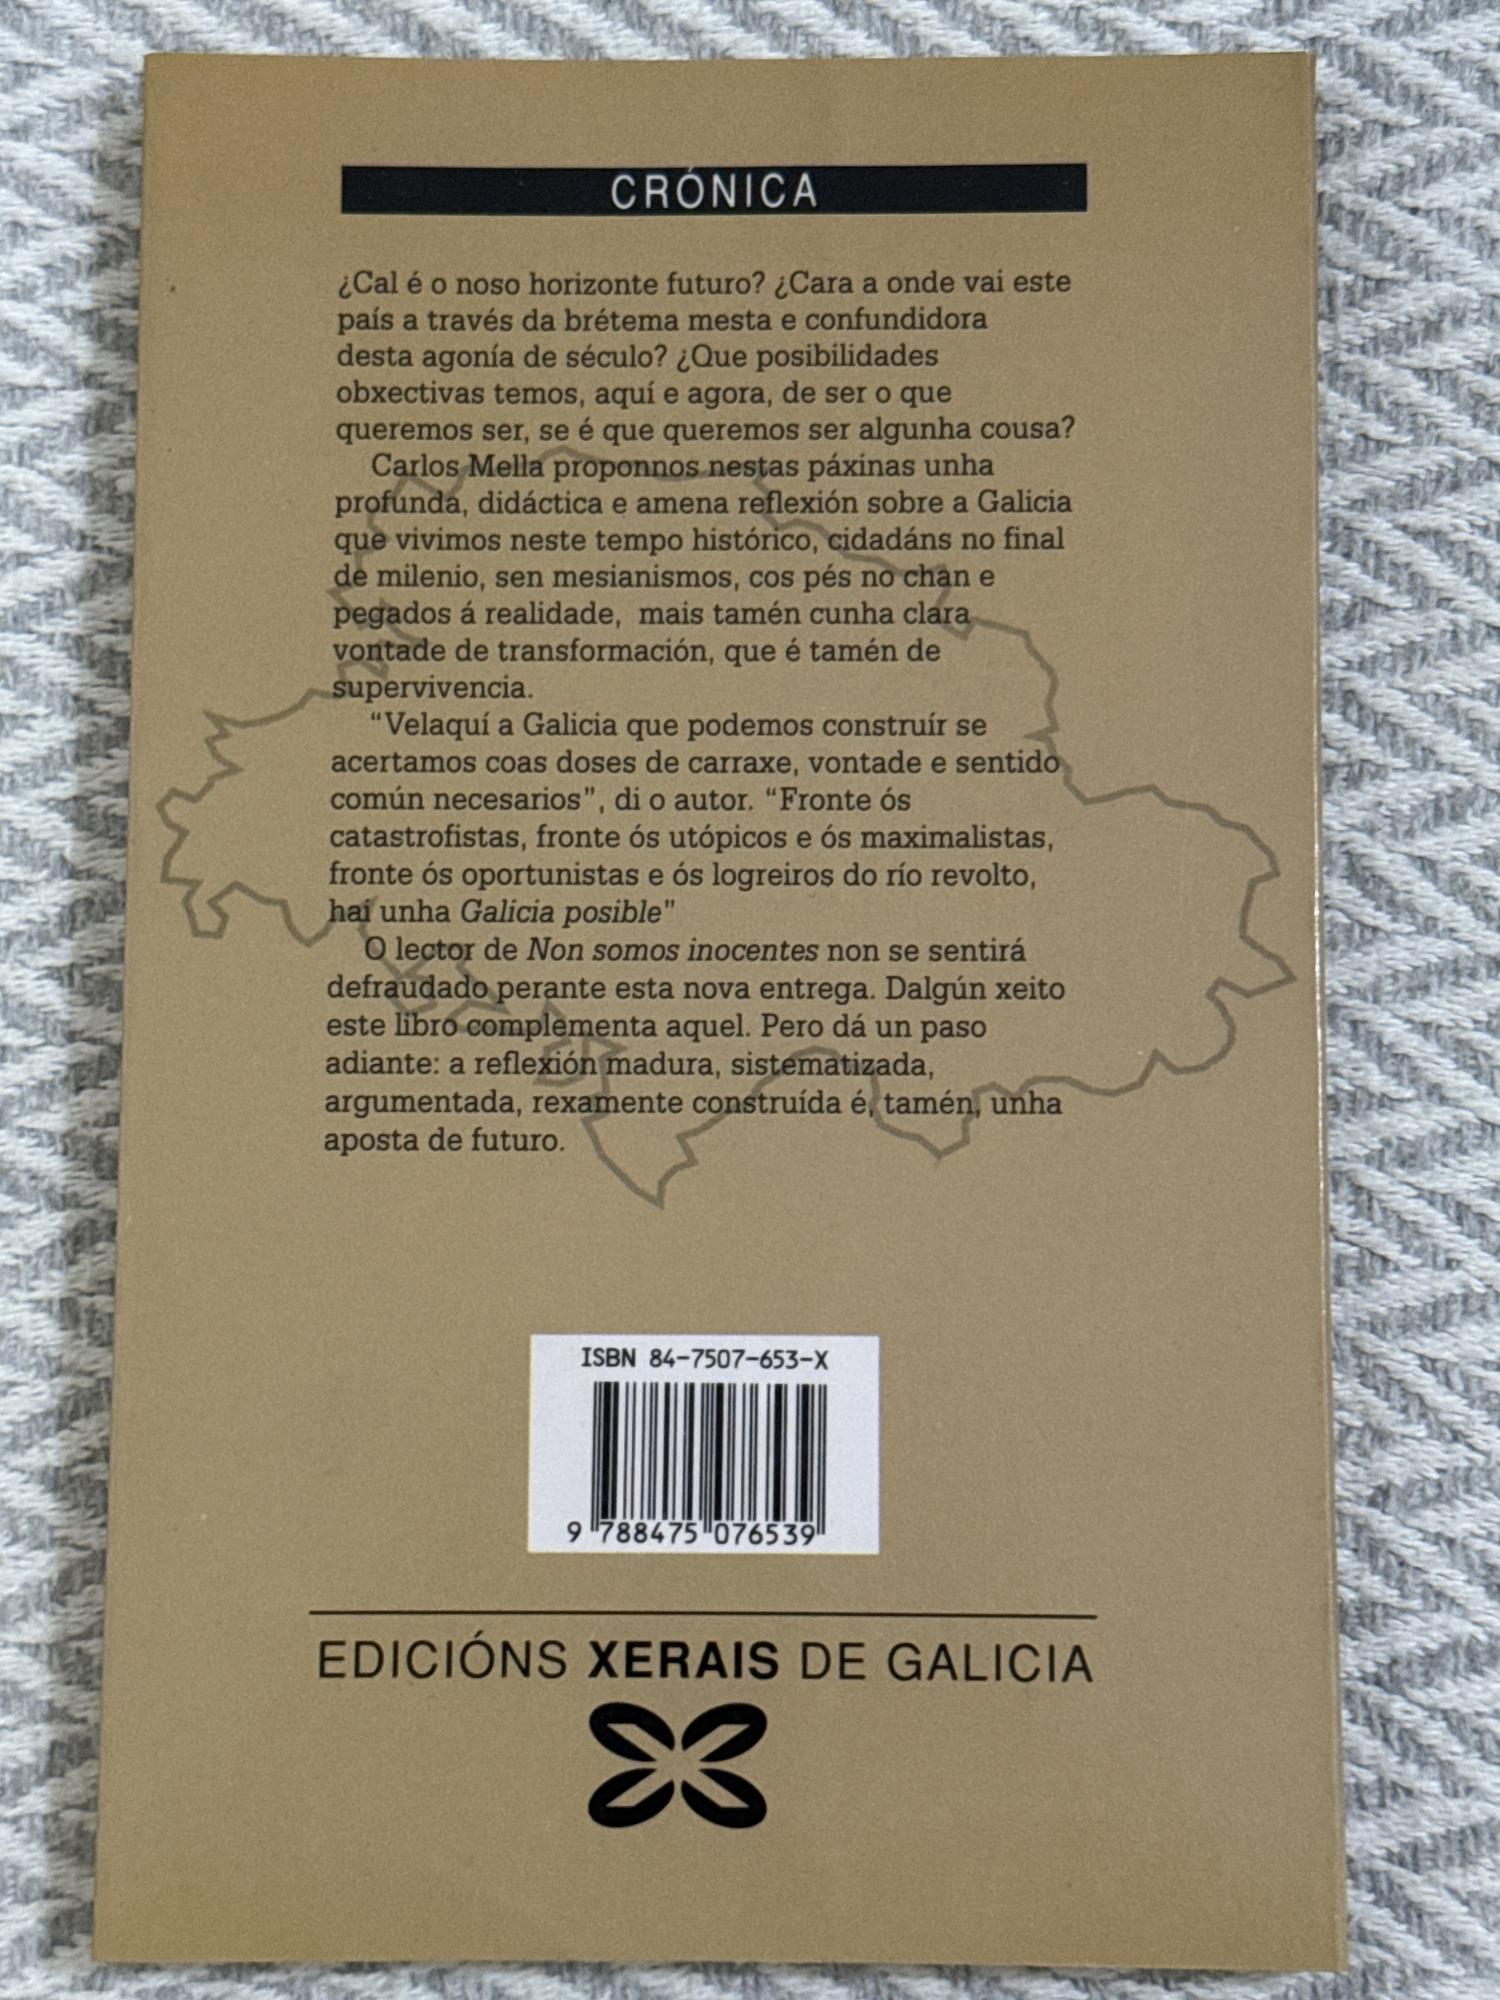 CRÓNICA
¿Cal é o noso horizonte futuro? ¿Cara a onde vai este
país a través da brétema mesta e confundidora
desta agonía de século? ¿Que posibilidades
obxectivas temos, aquí e agora, de ser o que
queremos ser, se é que queremos ser algunha cousa?
Carlos Mella proponnos nestas páxinas unha
profunda, didáctica e amena reflexión sobre a Galicia
que vivimos neste tempo histórico, cidadáns no final
de milenio, sen mesianismos, cos pés no chan e
pegados á realidade, mais tamén cunha clara
vontade de transformación, que é tamén de
supervivencia.
“Velaquí a Galicia que podemos construír se
acertamos coas doses de carraxe, vontade e sentido
común necesarios”, di o autor. “Fronte ós
catastrofistas, fronte ós utópicos e ós maximalistas,
fronte ós oportunistas e ós logreiros do río revolto,
hai unha Galicia posible"
O lector de Non somos inocentes non se sentirá
defraudado perante esta nova entrega. Dalgún xeito
este libro complementa aquel. Pero dá un paso
adiante: a reflexión madura, sistematizada,
argumentada, rexamente construída é, tamén, unha
aposta de futuro.
ISBN 84-7507-653-X
9 788475 076539
EDICIÓNS XERAIS DE GALICIA